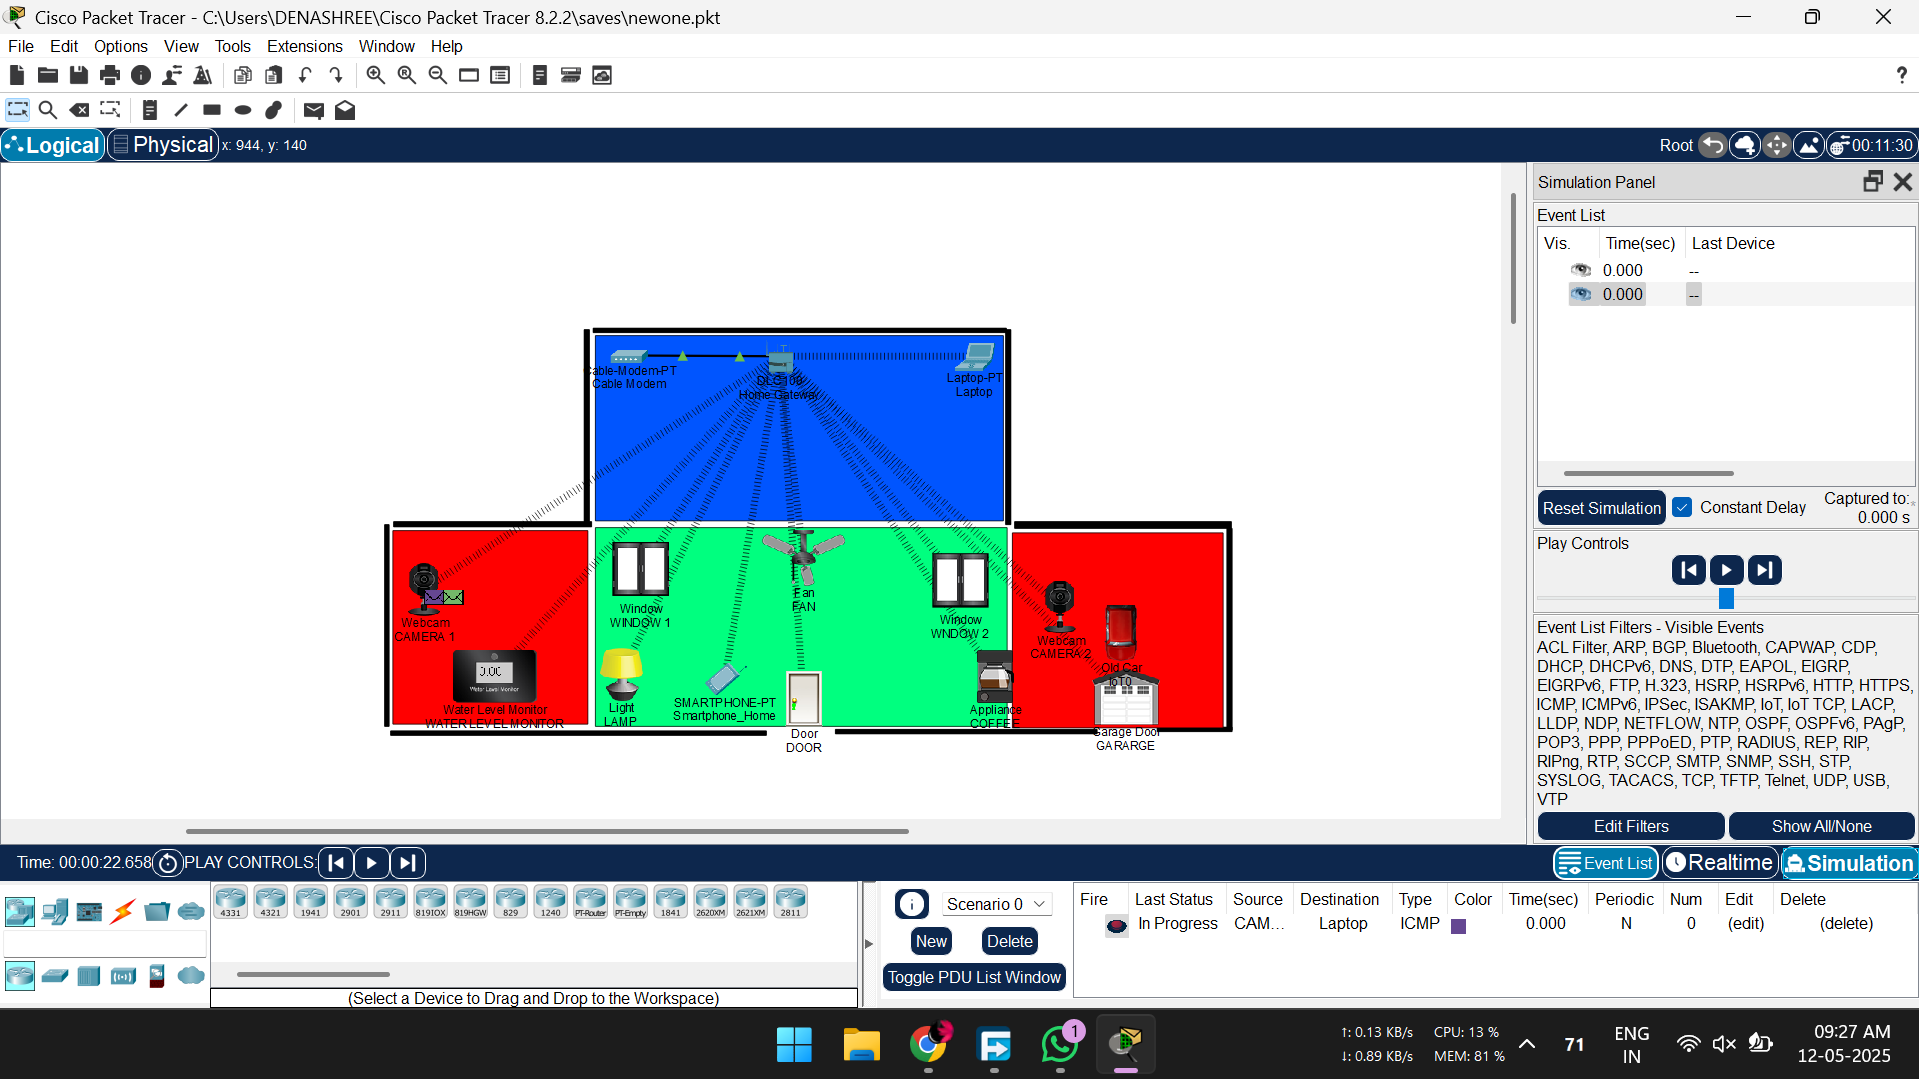 Cisco Packet Tracer - C:\Users\DENASHREE\Cisco Packet Tracer 8.2.2\saves\newone.pkt
File Edit Options View Tools Extensions Window Help
?
Logical Physical x: 944, y: 140 Root 00:11:30
Simulation Panel
Event List
Vis. Time(sec) Last Device
0.000 --
0.000 --
Cable-Modem-PT
Cable Modem
DLC100
Home Gateway
Laptop-PT
Laptop
Webcam
CAMERA 1
Water Level Monitor
Water Level Monitor
WATER LEVEL MONITOR
Window
WINDOW 1
Fan
FAN
Window
WNDOW 2
Light
LAMP
SMARTPHONE-PT
Smartphone_Home
Door
DOOR
Appliance
COFFEE
Webcam
CAMERA 2
Old Car
IoT0
Garage Door
GARARGE
Reset Simulation Constant Delay Captured to:
0.000 s
Play Controls
Event List Filters - Visible Events
ACL Filter, ARP, BGP, Bluetooth, CAPWAP, CDP,
DHCP, DHCPv6, DNS, DTP, EAPOL, EIGRP,
EIGRPv6, FTP, H.323, HSRP, HSRPv6, HTTP, HTTPS,
ICMP, ICMPv6, IPSec, ISAKMP, IoT, IoT TCP, LACP,
LLDP, NDP, NETFLOW, NTP, OSPF, OSPFv6, PAgP,
POP3, PPP, PPPoED, PTP, RADIUS, REP, RIP,
RIPng, RTP, SCCP, SMTP, SNMP, SSH, STP,
SYSLOG, TACACS, TCP, TFTP, Telnet, UDP, USB,
VTP
Edit Filters Show All/None
Time: 00:00:22.658 PLAY CONTROLS: Event List Realtime Simulation
4331 4321 1941 2901 2911 819IOX 819HGW 829 1240 PT-Router PT-Empty 1841 2620XM 2621XM 2811
(Select a Device to Drag and Drop to the Workspace)
Scenario 0
New Delete
Toggle PDU List Window
Fire Last Status Source Destination Type Color Time(sec) Periodic Num Edit Delete
In Progress CAM... Laptop ICMP 0.000 N 0 (edit) (delete)
1
↑: 0.13 KB/s CPU: 13 %
↓: 0.89 KB/s MEM: 81 %
71
ENG
IN
09:27 AM
12-05-2025